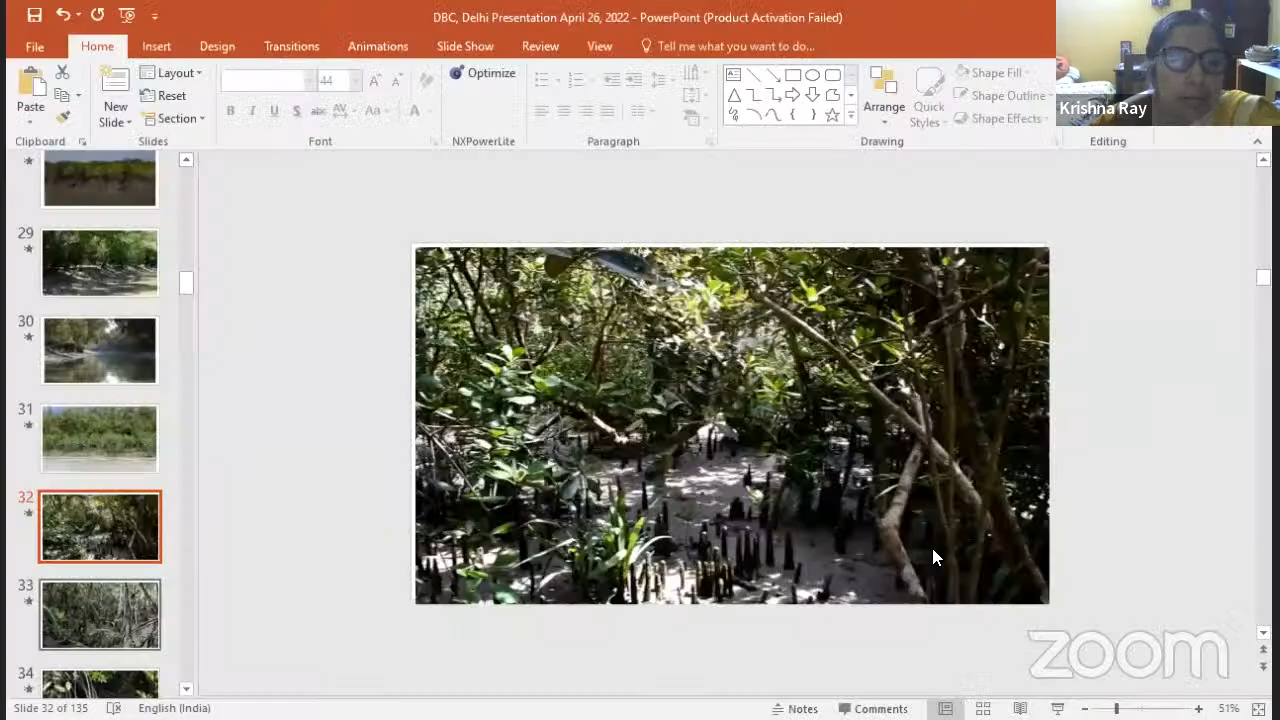 DBC, Delhi Presentation April 26, 2022 - PowerPoint (Product Activation Failed)
File Home Insert Design Transitions Animations Slide Show Review View Tell me what you want to do...
Paste
New Slide
Layout
Reset
Section
44
B I U S abc AV Aa A
Optimize
Arrange
Quick Styles
Shape Fill
Shape Outline
Shape Effects
Clipboard Slides Font NXPowerLite Paragraph Drawing Editing
Krishna Ray
29
30
31
32
33
34
zoom
Slide 32 of 135 English (India) Notes Comments 51%